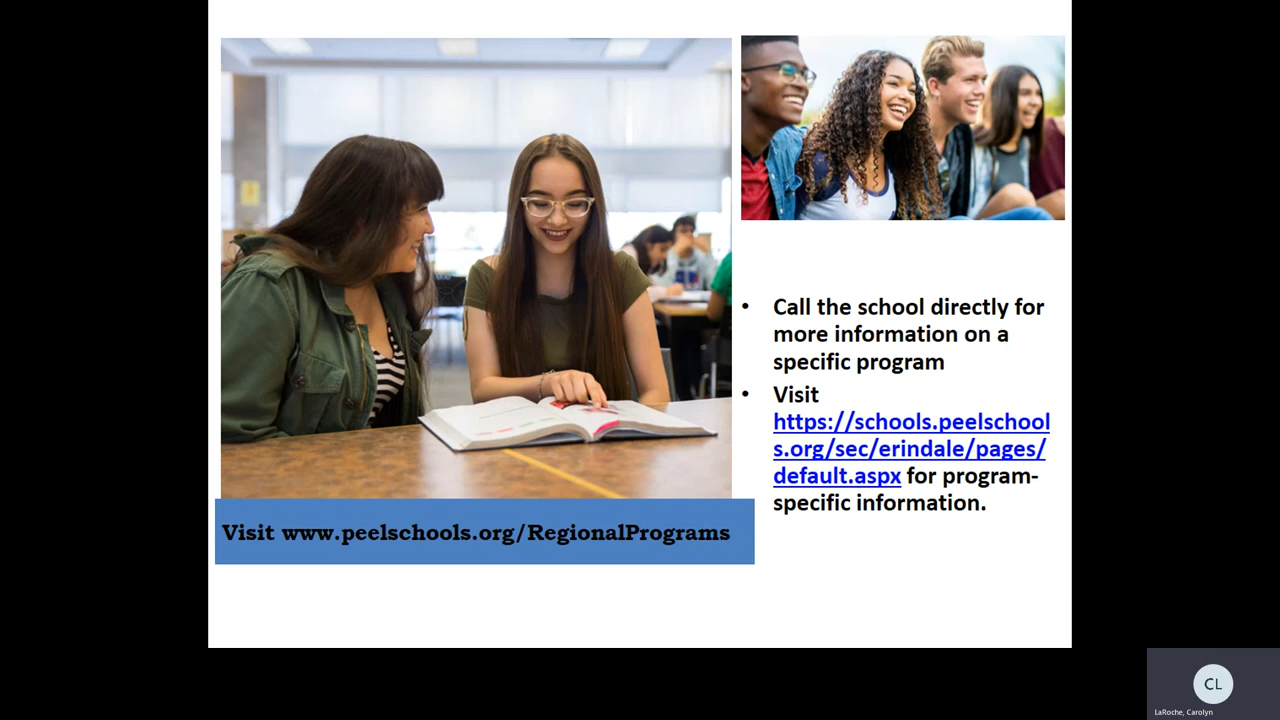 Call the school directly for
more information on a
specific program
Visit
https://schools.peelschool
s.org/sec/erindale/pages/
default.aspx for program-
specific information.
Visit www.peelschools.org/RegionalPrograms
CL
LaRoche, Carolyn